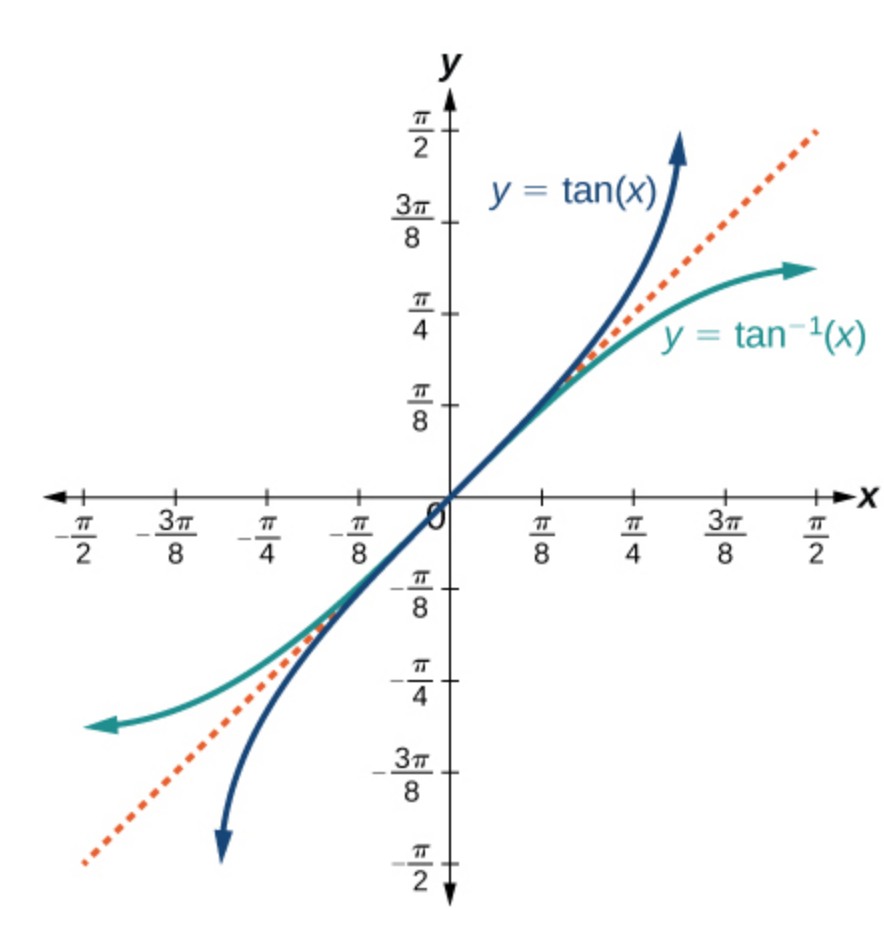 y
π/2
y = tan(x)
3π/8
π/4
y = tan⁻¹(x)
π/8
x
0
−π/2 −3π/8 −π/4 −π/8 π/8 π/4 3π/8 π/2
−π/8
−π/4
−3π/8
−π/2